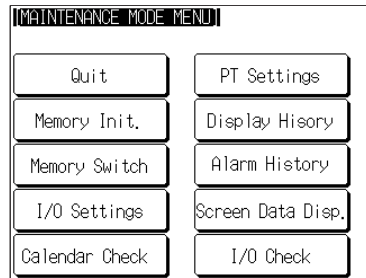 [MAINTENANCE MODE MENU]
Quit
PT Settings
Memory Init.
Display Hisory
Memory Switch
Alarm History
I/O Settings
Screen Data Disp.
Calendar Check
I/O Check